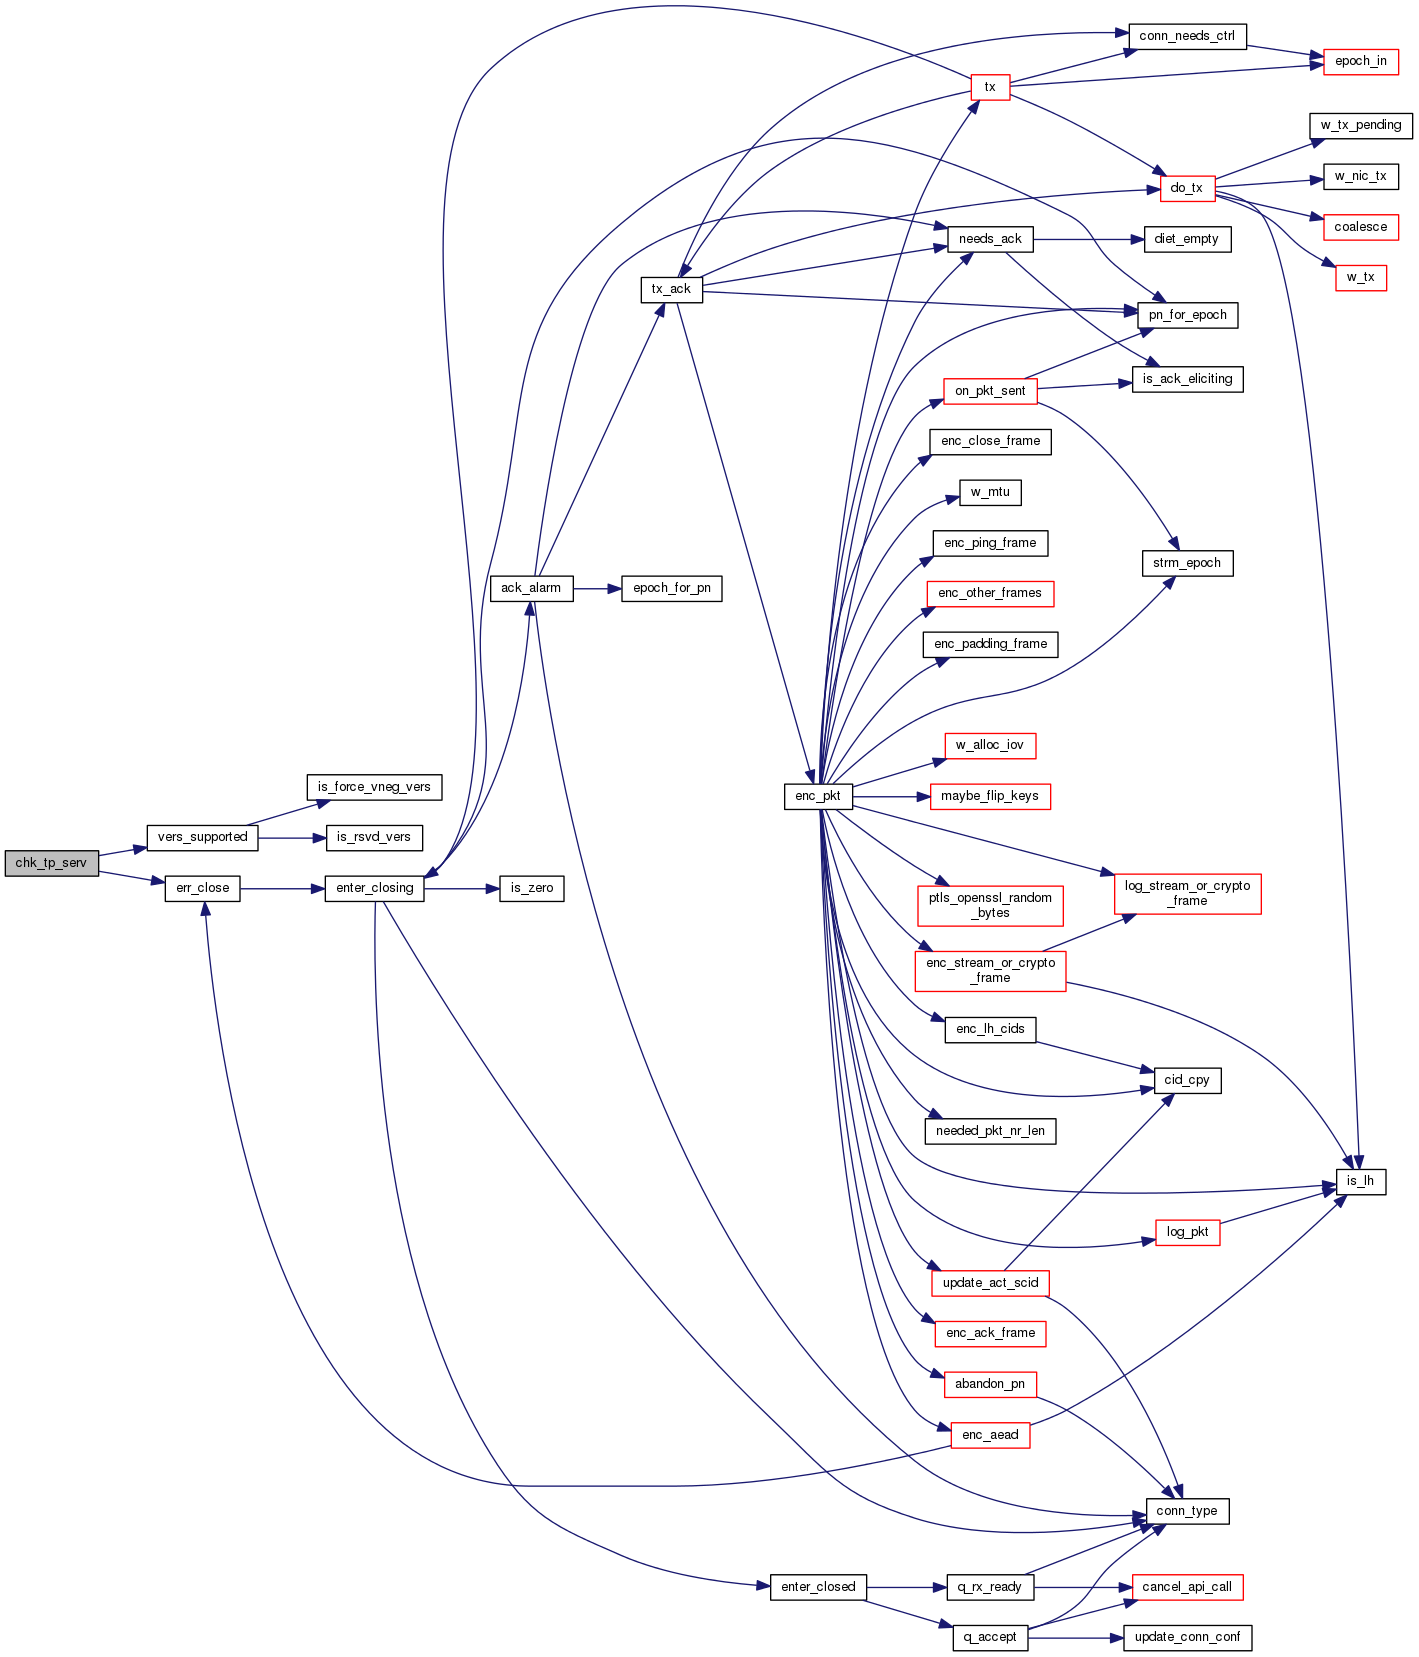 conn_needs_ctrl
epoch_in
tx
w_tx_pending
w_nic_tx
do_tx
coalesce
needs_ack
diet_empty
w_tx
tx_ack
pn_for_epoch
is_ack_eliciting
on_pkt_sent
enc_close_frame
w_mtu
enc_ping_frame
strm_epoch
ack_alarm
epoch_for_pn
enc_other_frames
enc_padding_frame
w_alloc_iov
is_force_vneg_vers
enc_pkt
maybe_flip_keys
vers_supported
is_rsvd_vers
chk_tp_serv
err_close
enter_closing
is_zero
log_stream_or_crypto
_frame
ptls_openssl_random
_bytes
enc_stream_or_crypto
_frame
enc_lh_cids
cid_cpy
needed_pkt_nr_len
is_lh
log_pkt
update_act_scid
enc_ack_frame
abandon_pn
enc_aead
conn_type
enter_closed
q_rx_ready
cancel_api_call
q_accept
update_conn_conf